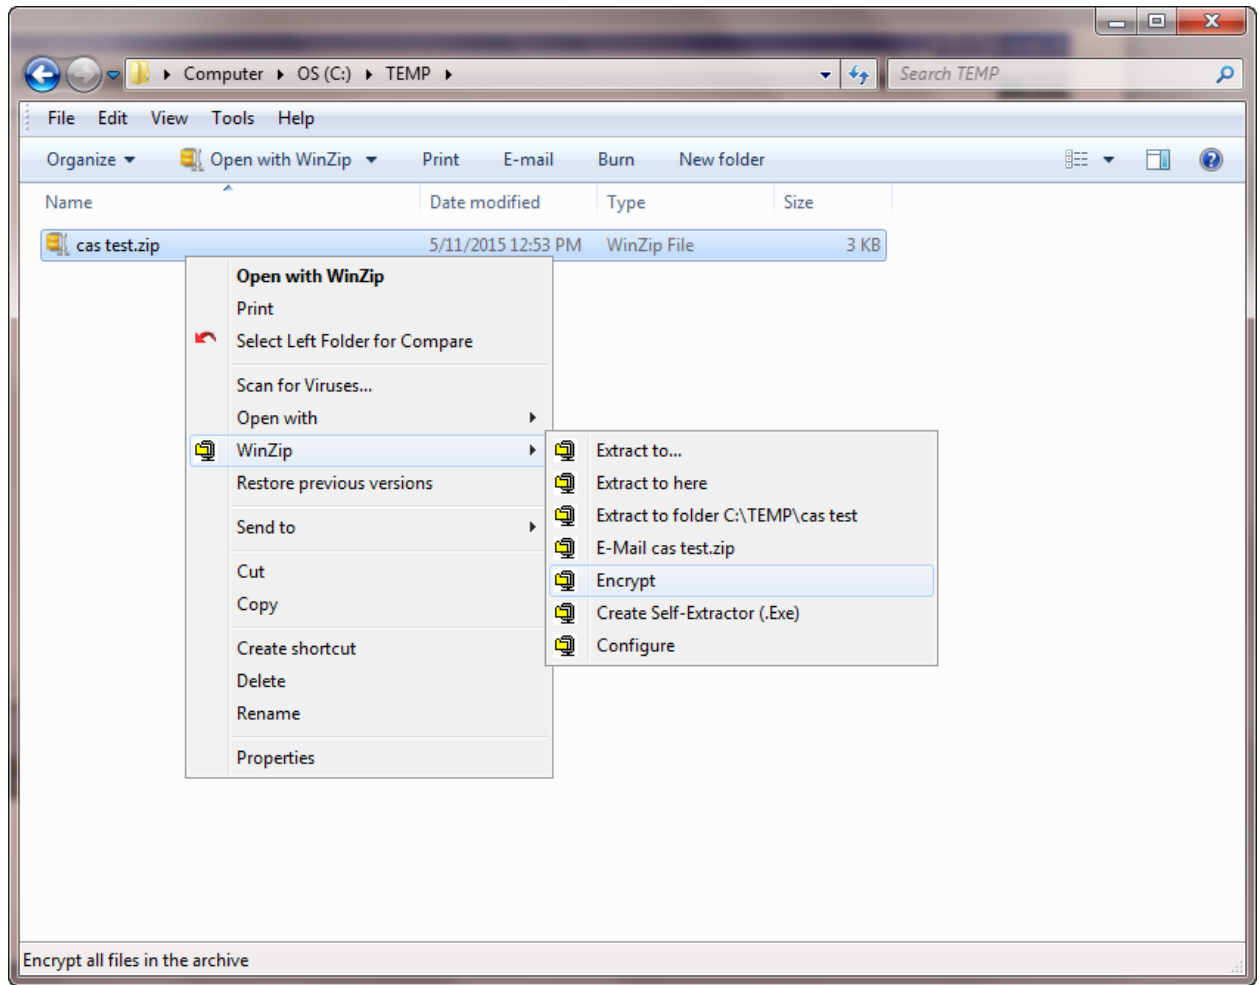 Computer OS (C:) TEMP Search TEMP
File Edit View Tools Help
Organize Open with WinZip Print E-mail Burn New folder
Name Date modified Type Size
cas test.zip 5/11/2015 12:53 PM WinZip File 3 KB
Open with WinZip
Print
Select Left Folder for Compare
Scan for Viruses...
Open with
WinZip
Restore previous versions
Send to
Cut
Copy
Create shortcut
Delete
Rename
Properties
Extract to...
Extract to here
Extract to folder C:\TEMP\cas test
E-Mail cas test.zip
Encrypt
Create Self-Extractor (.Exe)
Configure
Encrypt all files in the archive